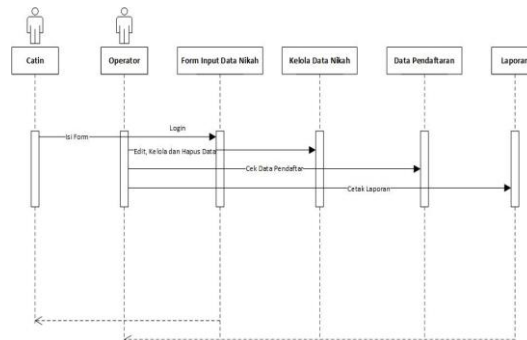 Catin
Operator
Form Input Data Nikah
Kelola Data Nikah
Data Pendaftaran
Laporan
Login
Isi Form
Edit, Kelola dan Hapus Data
Cek Data Pendaftar
Cetak Laporan